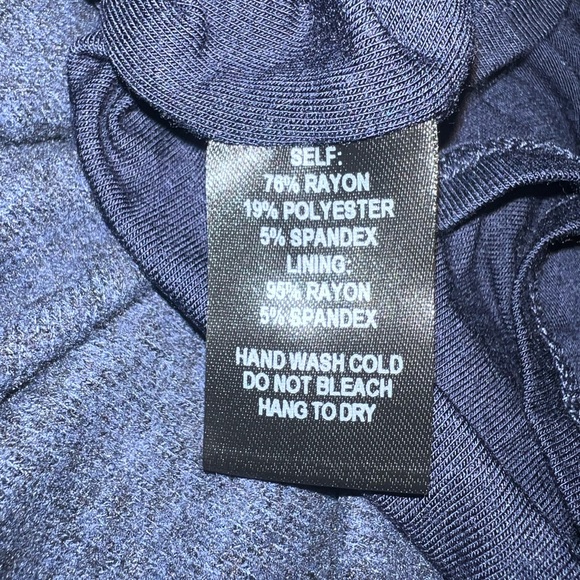 SELF:
76% RAYON
19% POLYESTER
5% SPANDEX
LINING:
95% RAYON
5% SPANDEX
HAND WASH COLD
DO NOT BLEACH
HANG TO DRY